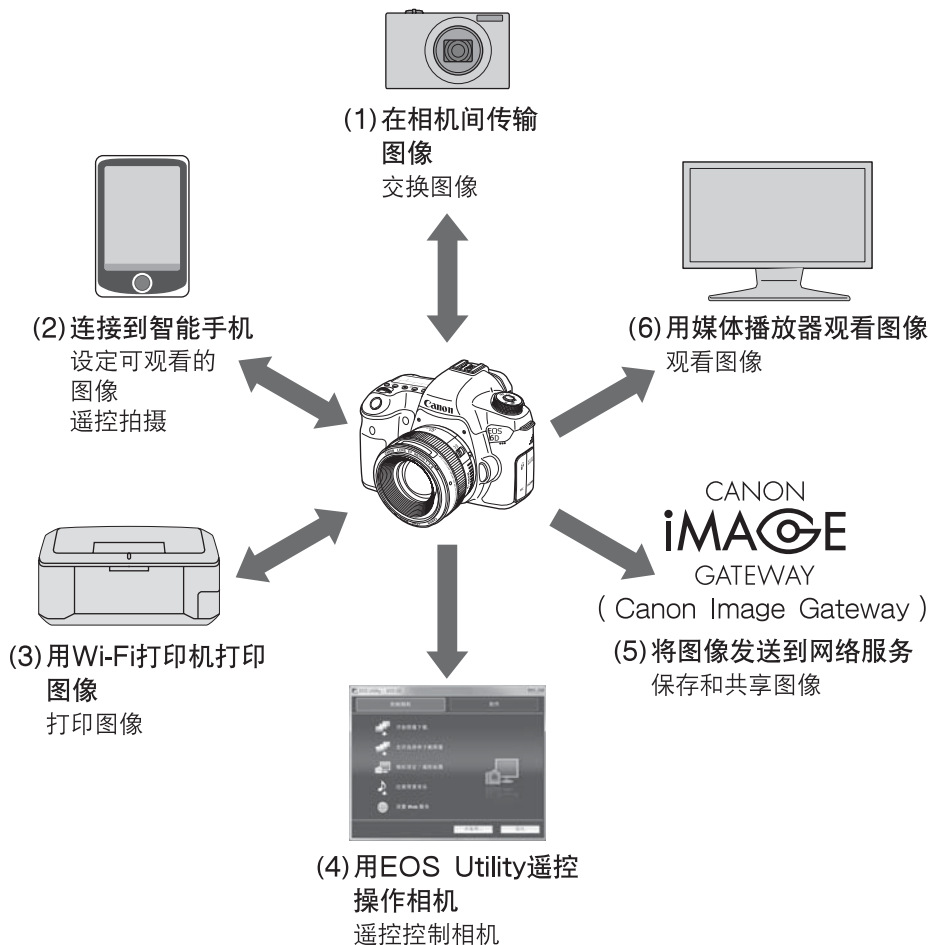 (1)在相机间传输
图像
交换图像
(2)连接到智能手机
设定可观看的
图像
遥控拍摄
(6)用媒体播放器观看图像
观看图像
Canon
EOS
6D
CANON
iMAGE
GATEWAY
( Canon Image Gateway )
(5)将图像发送到网络服务
保存和共享图像
(3)用Wi-Fi打印机打印
图像
打印图像
(4)用EOS Utility遥控
操作相机
遥控控制相机